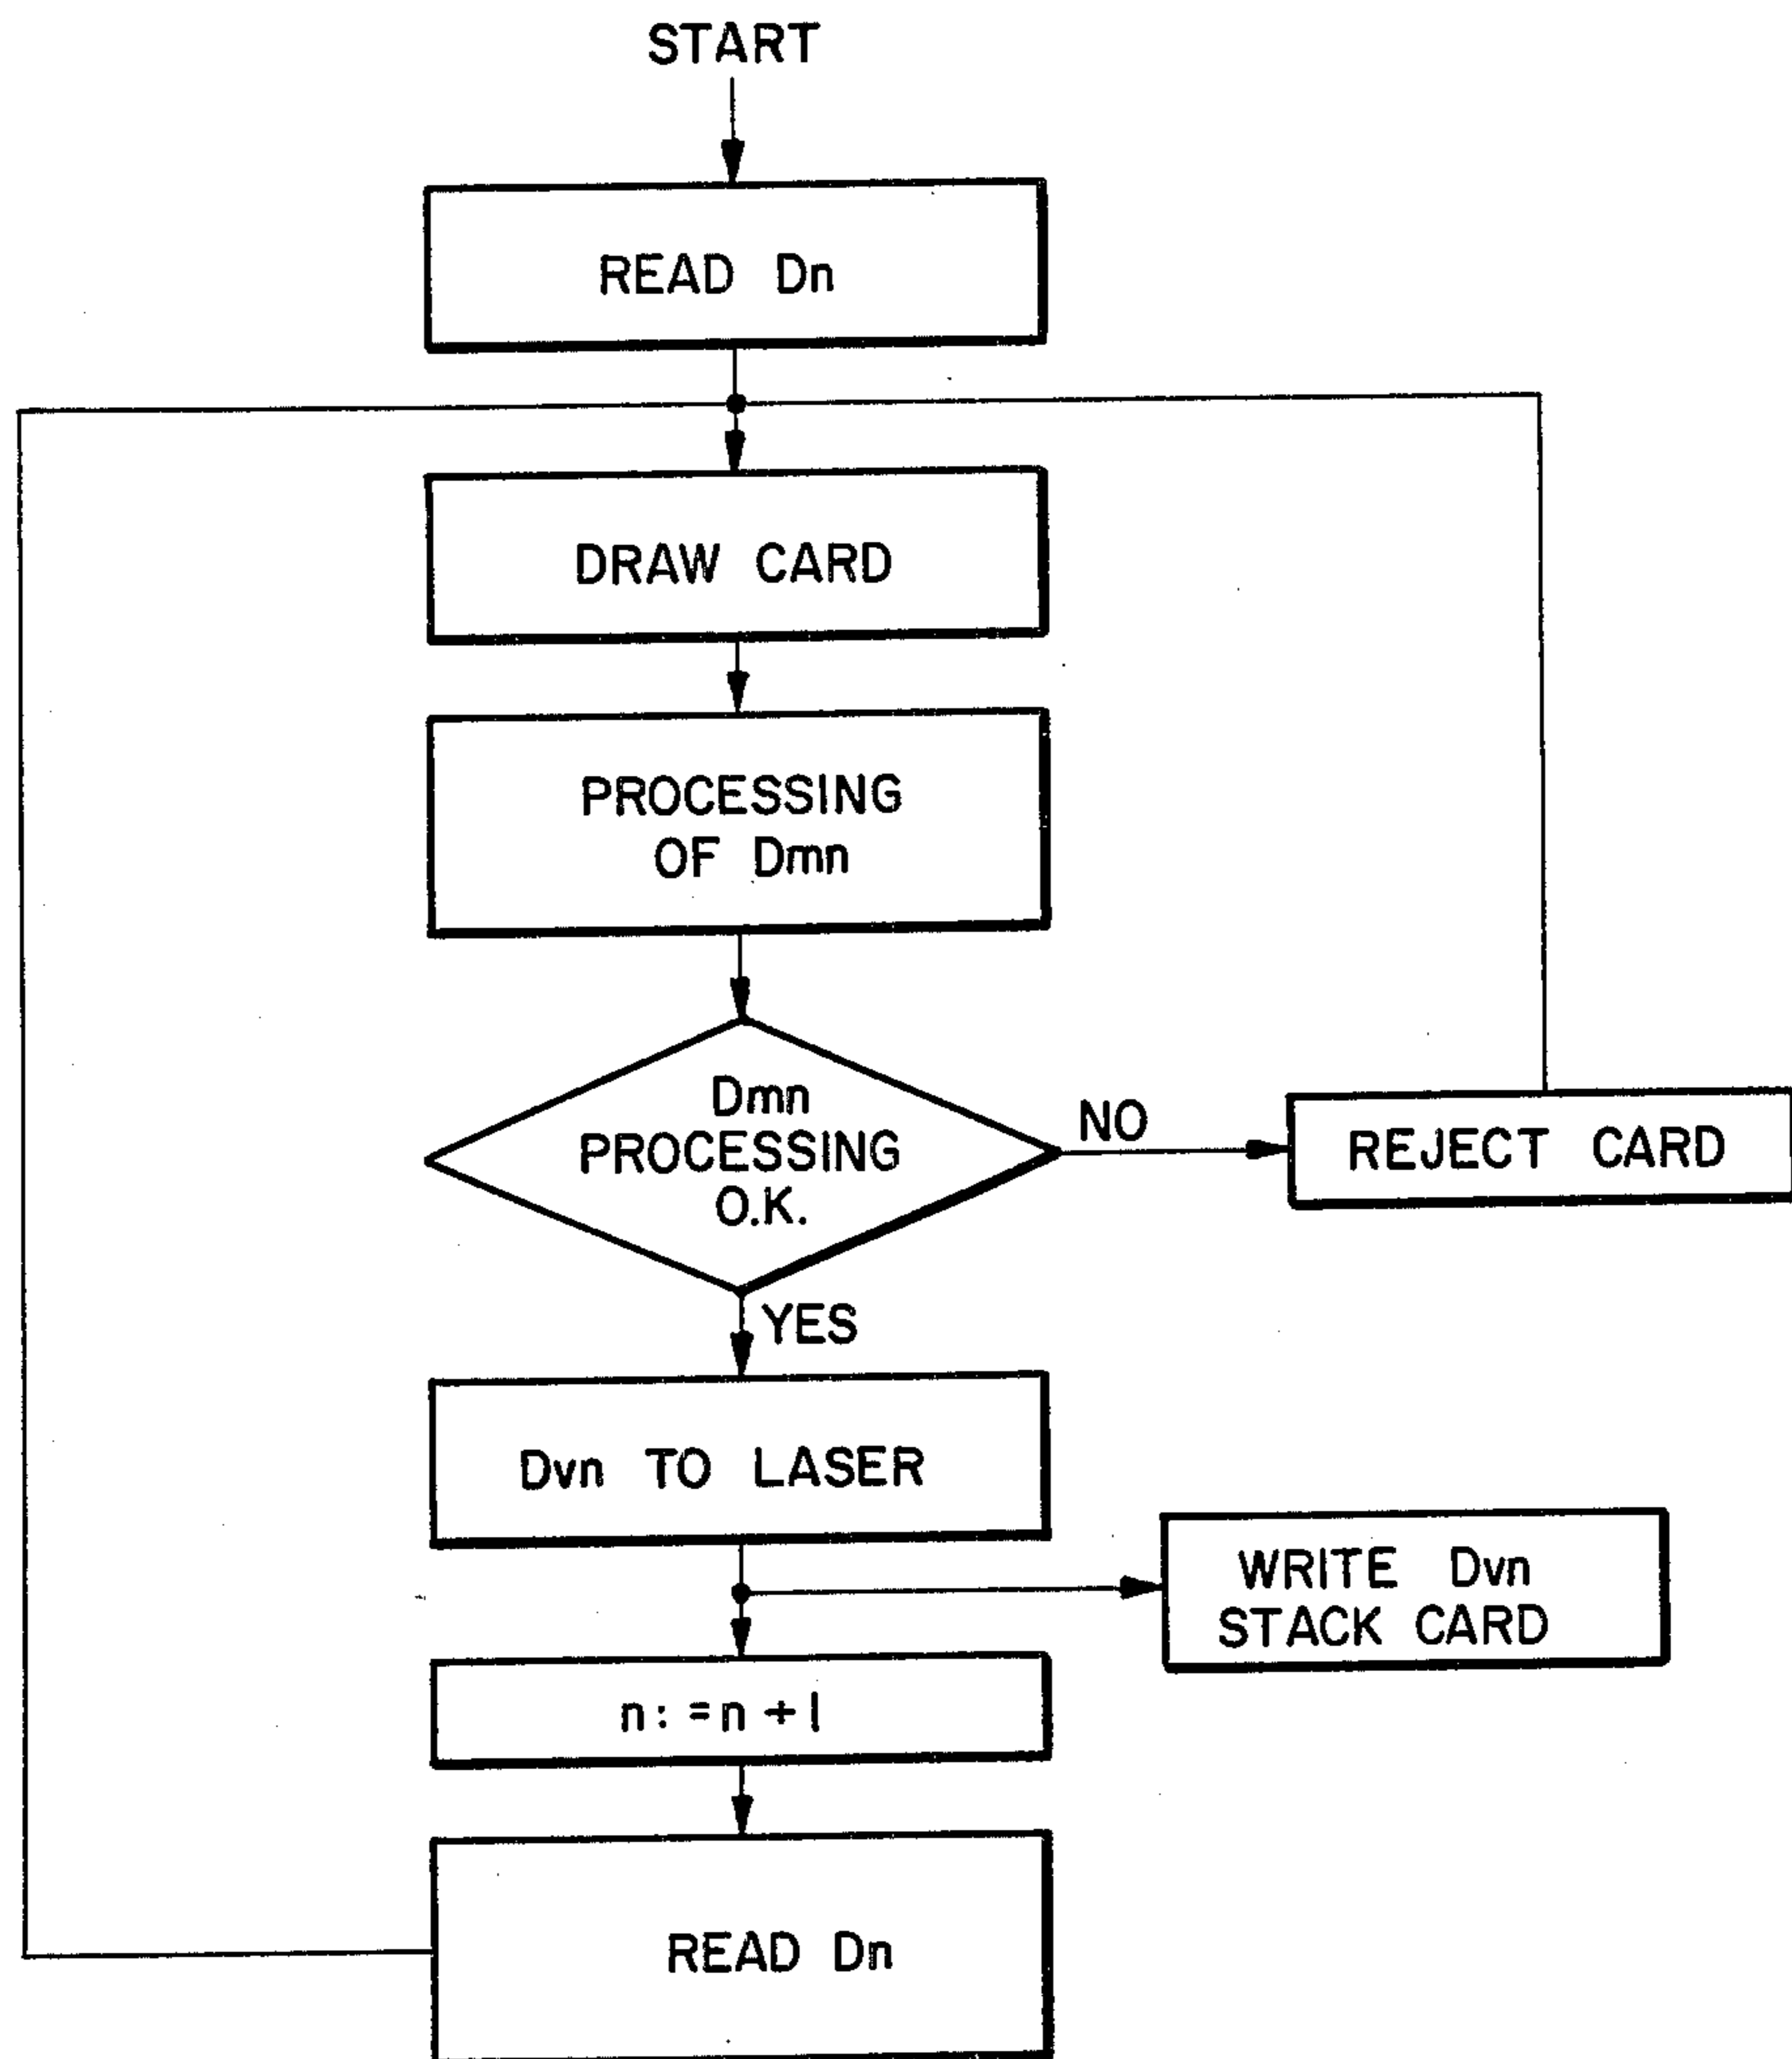 START
READ Dn
DRAW CARD
PROCESSING
OF Dmn
Dmn
PROCESSING
O.K.
NO
REJECT CARD
YES
Dvn TO LASER
WRITE Dvn
STACK CARD
n:=n+1
READ Dn